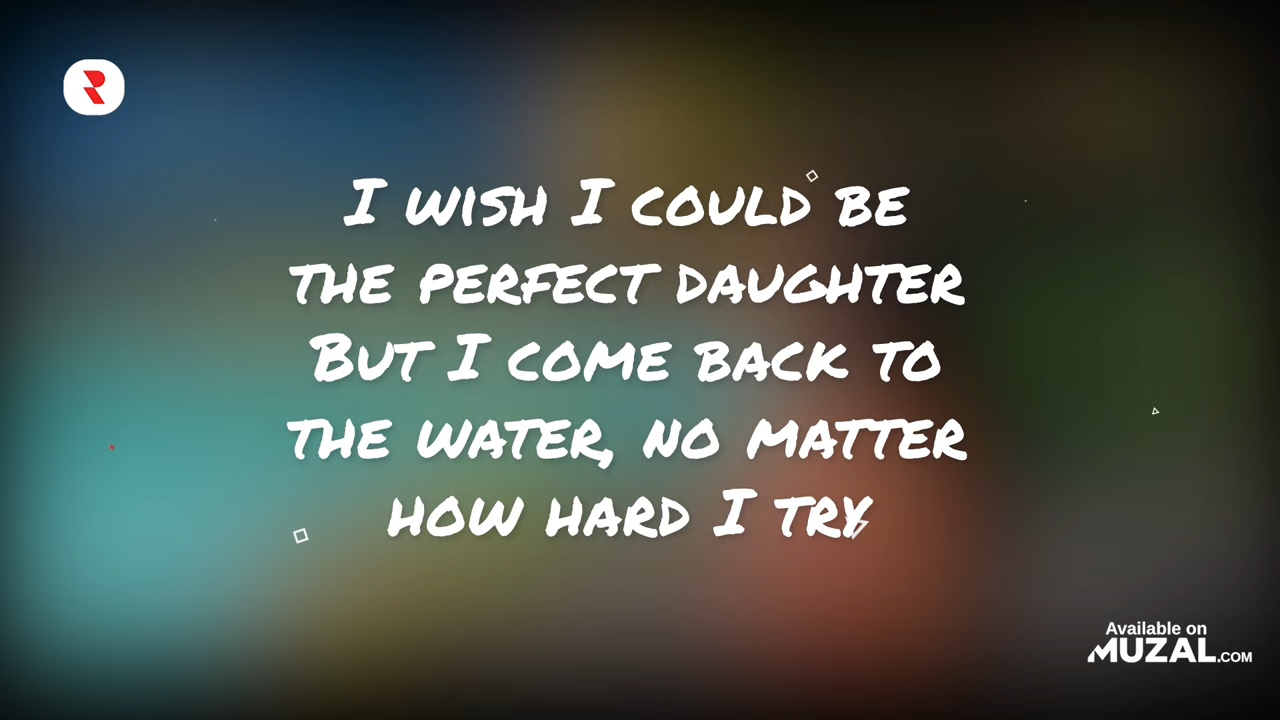 I WISH I COULD BE
THE PERFECT DAUGHTER
BUT I COME BACK TO
THE WATER, NO MATTER
HOW HARD I TRY
Available on
MUZAL.COM